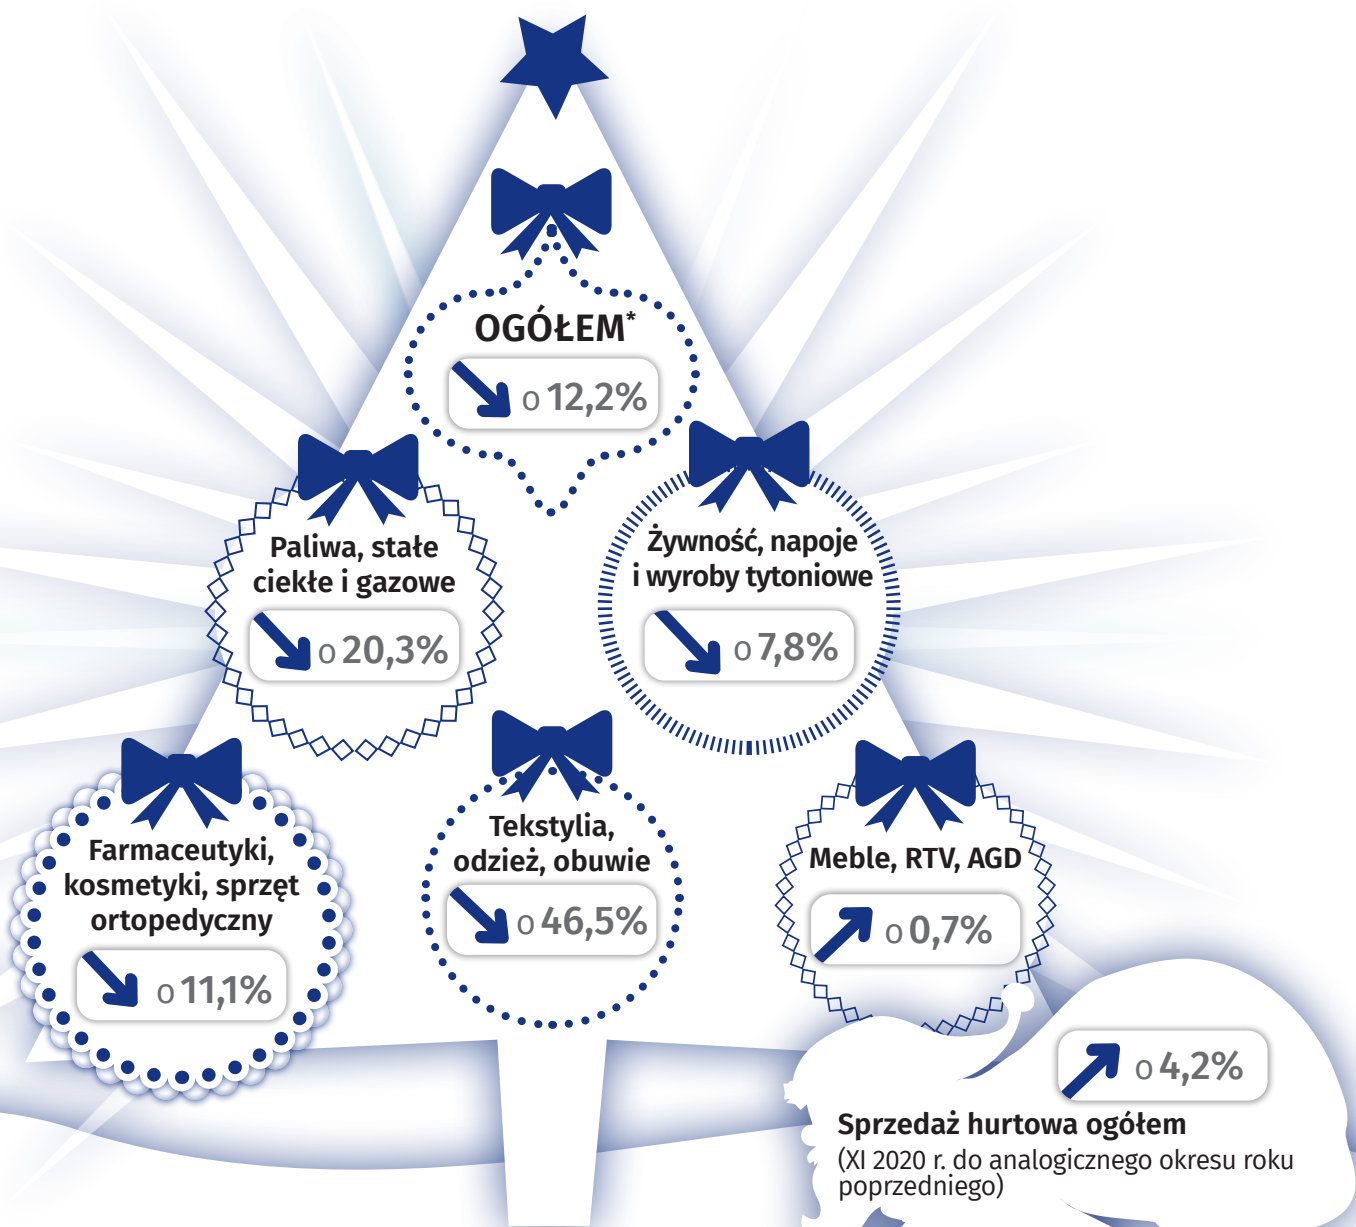 OGÓŁEM*
o 12,2%
Paliwa, stałe
ciekłe i gazowe
o 20,3%
Żywność, napoje
i wyroby tytoniowe
o 7,8%
Farmaceutyki,
kosmetyki, sprzęt
ortopedyczny
o 11,1%
Tekstylia,
odzież, obuwie
o 46,5%
Meble, RTV, AGD
o 0,7%
o 4,2%
Sprzedaż hurtowa ogółem
(XI 2020 r. do analogicznego okresu roku
poprzedniego)